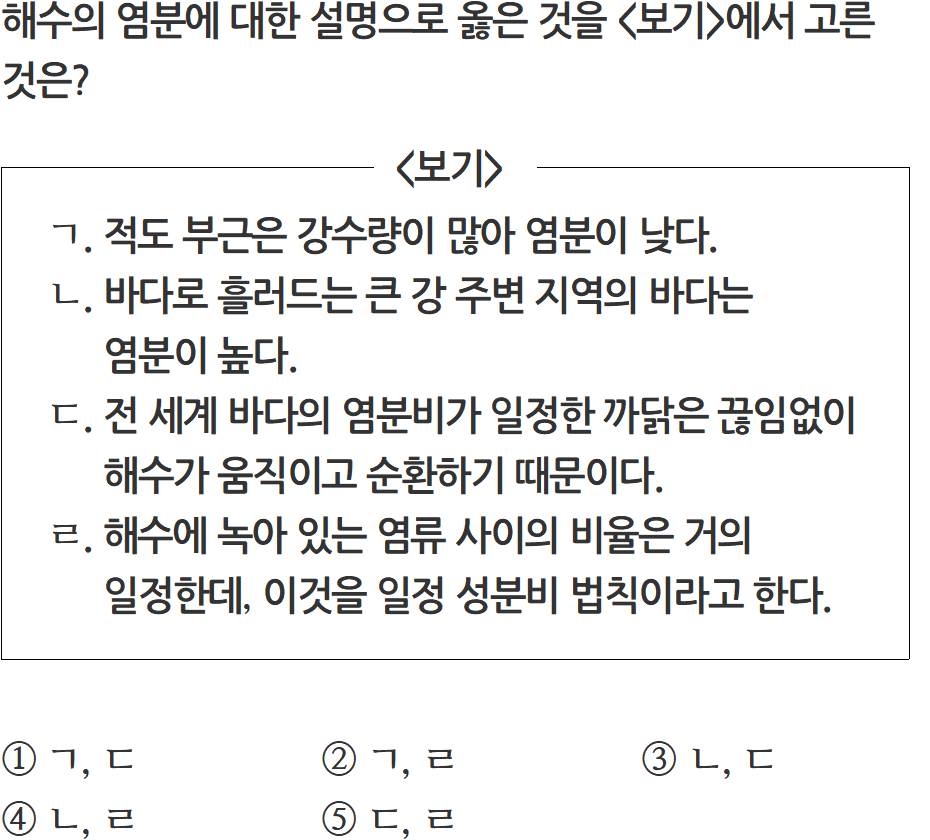 해수의 염분에 대한 설명으로 옳은 것을 <보기>에서 고른
것은?
<보기>
ㄱ. 적도 부근은 강수량이 많아 염분이 낮다.
ㄴ. 바다로 흘러드는 큰 강 주변 지역의 바다는
염분이 높다.
ㄷ. 전 세계 바다의 염분비가 일정한 까닭은 끊임없이
해수가 움직이고 순환하기 때문이다.
ㄹ. 해수에 녹아 있는 염류 사이의 비율은 거의
일정한데, 이것을 일정 성분비 법칙이라고 한다.
① ㄱ, ㄷ ② ㄱ, ㄹ ③ ㄴ, ㄷ
④ ㄴ, ㄹ ⑤ ㄷ, ㄹ